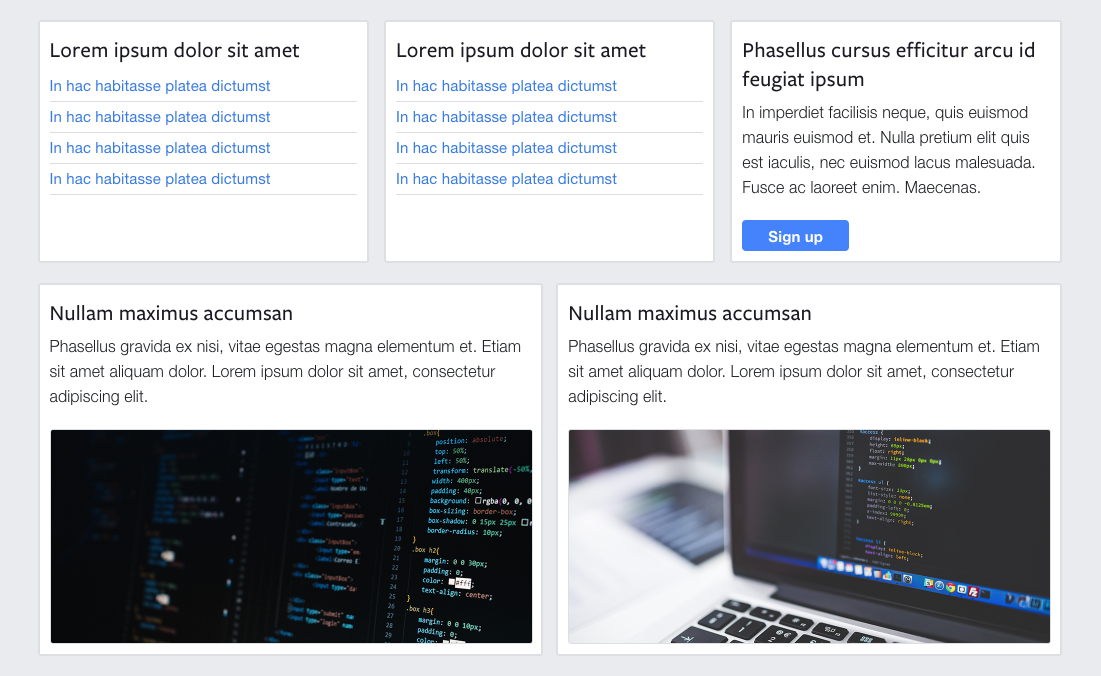 Lorem ipsum dolor sit amet
In hac habitasse platea dictumst
In hac habitasse platea dictumst
In hac habitasse platea dictumst
In hac habitasse platea dictumst
Lorem ipsum dolor sit amet
In hac habitasse platea dictumst
In hac habitasse platea dictumst
In hac habitasse platea dictumst
In hac habitasse platea dictumst
Phasellus cursus efficitur arcu id
feugiat ipsum
In imperdiet facilisis neque, quis euismod
mauris euismod et. Nulla pretium elit quis
est iaculis, nec euismod lacus malesuada.
Fusce ac laoreet enim. Maecenas.
Sign up
Nullam maximus accumsan
Phasellus gravida ex nisi, vitae egestas magna elementum et. Etiam
sit amet aliquam dolor. Lorem ipsum dolor sit amet, consectetur
adipiscing elit.
.box{
position: absolute;
top: 50%;
left: 50%;
transform: translate(-50%,
width: 400px;
padding: 40px;
background: rgba(0, 0, 0
box-sizing: border-box;
box-shadow: 0 15px 25px
border-radius: 10px;
}
.box h2{
margin: 0 0 30px;
padding: 0;
color: #fff;
text-align: center;
}
.box h3{
margin: 0 0 10px;
padding: 0;
color:
Nullam maximus accumsan
Phasellus gravida ex nisi, vitae egestas magna elementum et. Etiam
sit amet aliquam dolor. Lorem ipsum dolor sit amet, consectetur
adipiscing elit.
display: inline-block;
float: right;